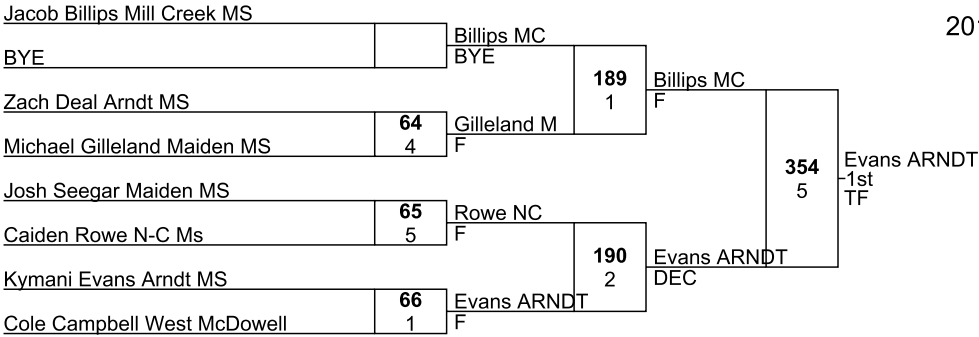 Jacob Billips Mill Creek MS
BYE
Billips MC
BYE
Zach Deal Arndt MS
64
4
Michael Gilleland Maiden MS
Gilleland M
F
189
1
Billips MC
F
Josh Seegar Maiden MS
65
5
Caiden Rowe N-C Ms
Rowe NC
F
Kymani Evans Arndt MS
66
1
Cole Campbell West McDowell
Evans ARNDT
F
190
2
Evans ARNDT
DEC
354
5
Evans ARNDT
1st
TF